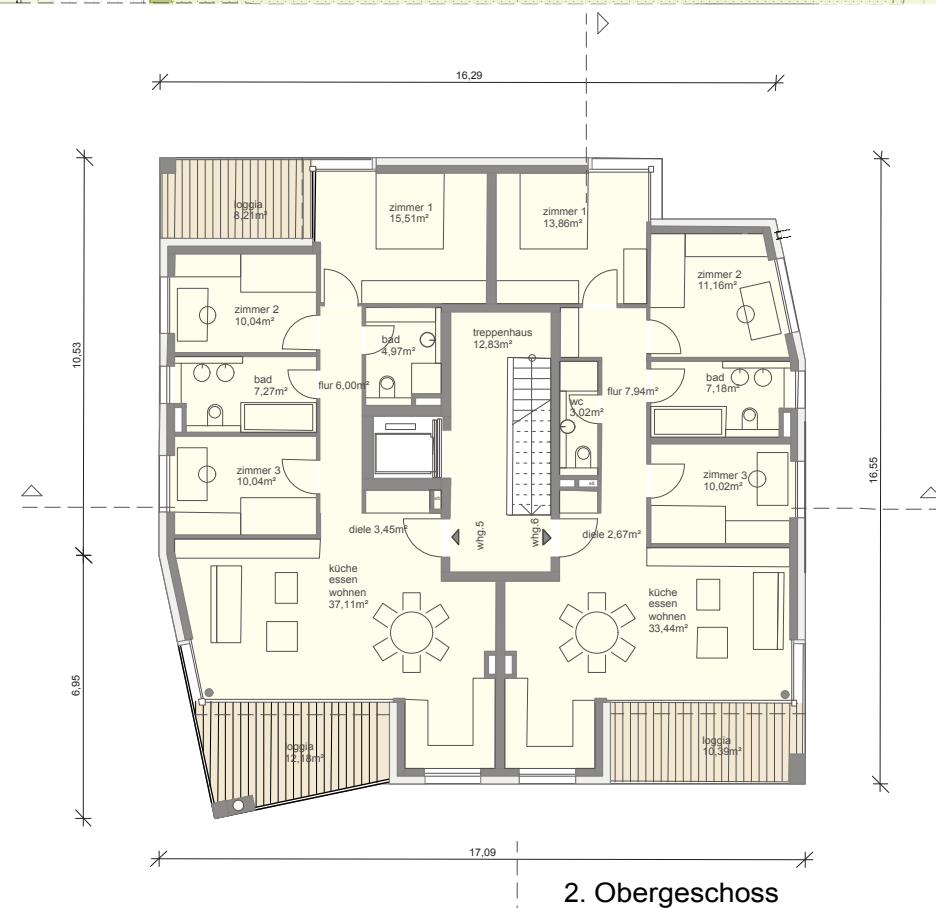 16,29
loggia
8,21m²
zimmer 1
15,51m²
zimmer 1
13,86m²
zimmer 2
11,16m²
zimmer 2
10,04m²
bad
4,97m²
treppenhaus
12,83m²
10,53
bad
7,27m²
flur 6,00m²
wc
3,02m²
flur 7,94m²
bad
7,18m²
16,55
zimmer 3
10,04m²
zimmer 3
10,02m²
diele 3,45m²
whg.5
whg.6
diele 2,67m²
küche
essen
wohnen
37,11m²
küche
essen
wohnen
33,44m²
6,95
oggia
12,18m²
loggia
10,39m²
17,09
2. Obergeschoss